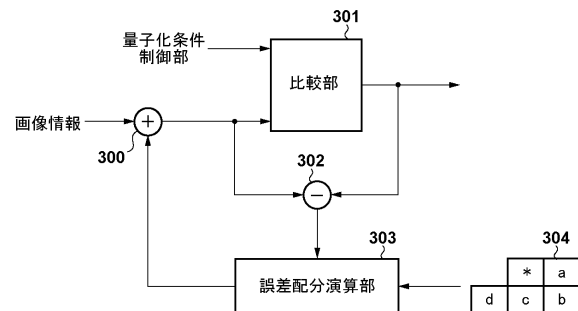 301
量子化条件
制御部
比較部
画像情報
+
300
302
−
303
誤差配分演算部
304
* a
d c b